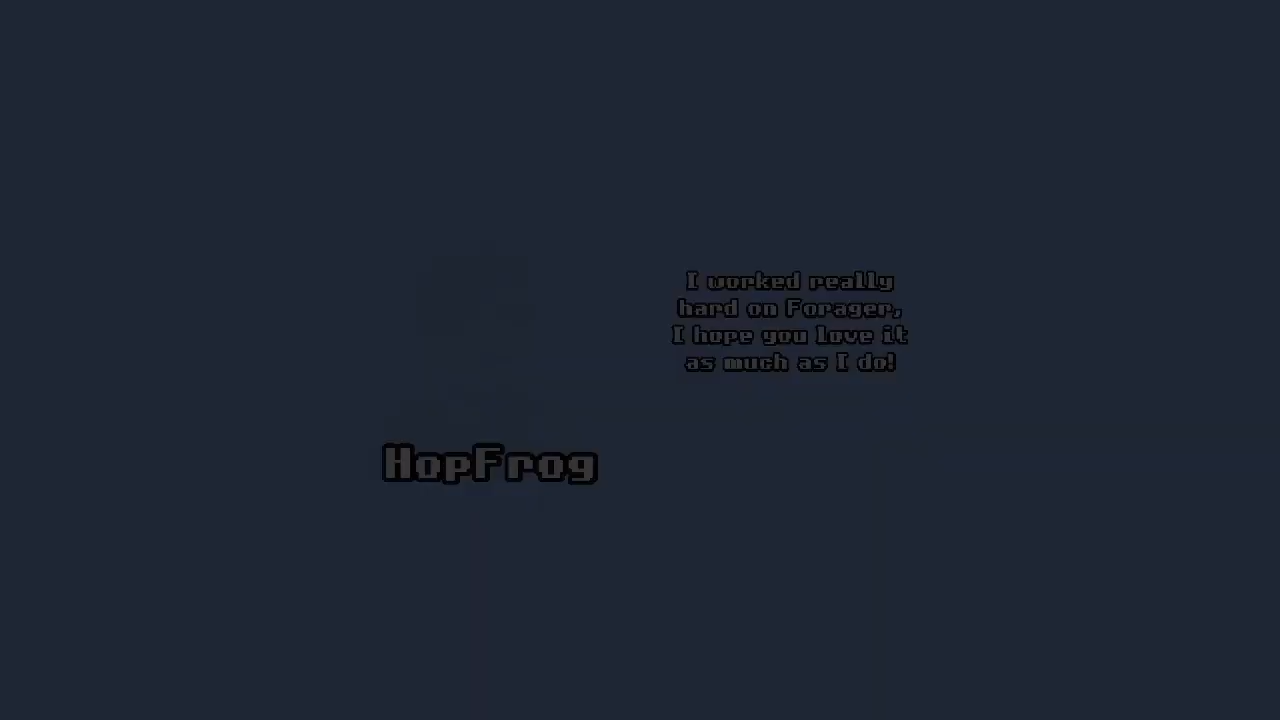 I worked really
hard on Forager,
I hope you love it
as much as I do!
HopFrog